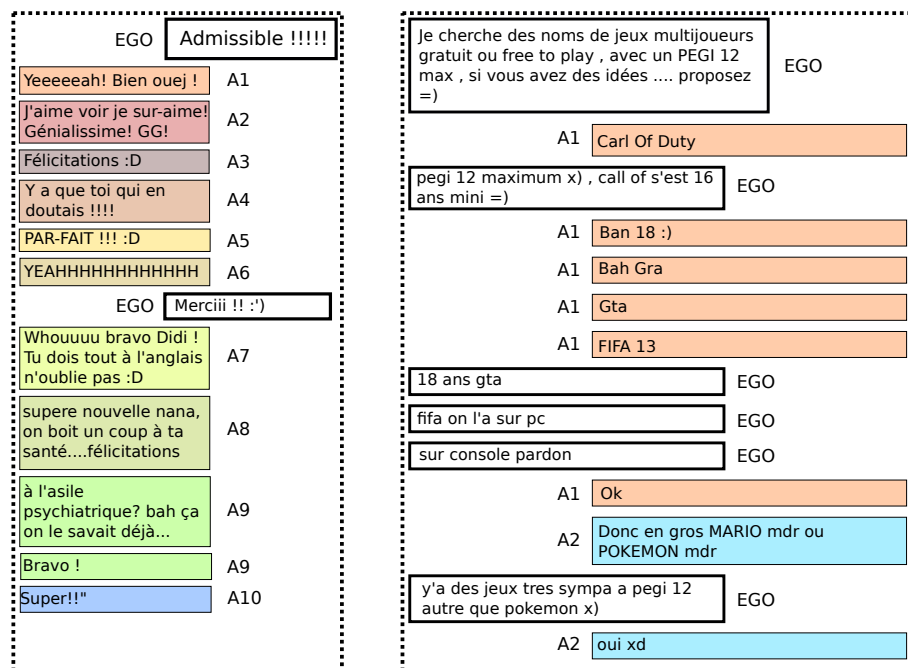 EGO
Admissible !!!!!
Yeeeeeah! Bien ouej !
A1
J'aime voir je sur-aime!
Génialissime! GG!
A2
Félicitations :D
A3
Y a que toi qui en
doutais !!!!
A4
PAR-FAIT !!! :D
A5
YEAHHHHHHHHHHHH
A6
EGO
Merciii !! :')
Whouuuu bravo Didi !
Tu dois tout à l'anglais
n'oublie pas :D
A7
supere nouvelle nana,
on boit un coup à ta
santé....félicitations
A8
à l'asile
psychiatrique? bah ça
on le savait déjà...
A9
Bravo !
A9
Super!!"
A10
Je cherche des noms de jeux multijoueurs
gratuit ou free to play , avec un PEGI 12
max , si vous avez des idées .... proposez
=)
EGO
A1
Carl Of Duty
pegi 12 maximum x) , call of s'est 16
ans mini =)
EGO
A1
Ban 18 :)
A1
Bah Gra
A1
Gta
A1
FIFA 13
18 ans gta
EGO
fifa on l'a sur pc
EGO
sur console pardon
EGO
A1
Ok
A2
Donc en gros MARIO mdr ou
POKEMON mdr
y'a des jeux tres sympa a pegi 12
autre que pokemon x)
EGO
A2
oui xd